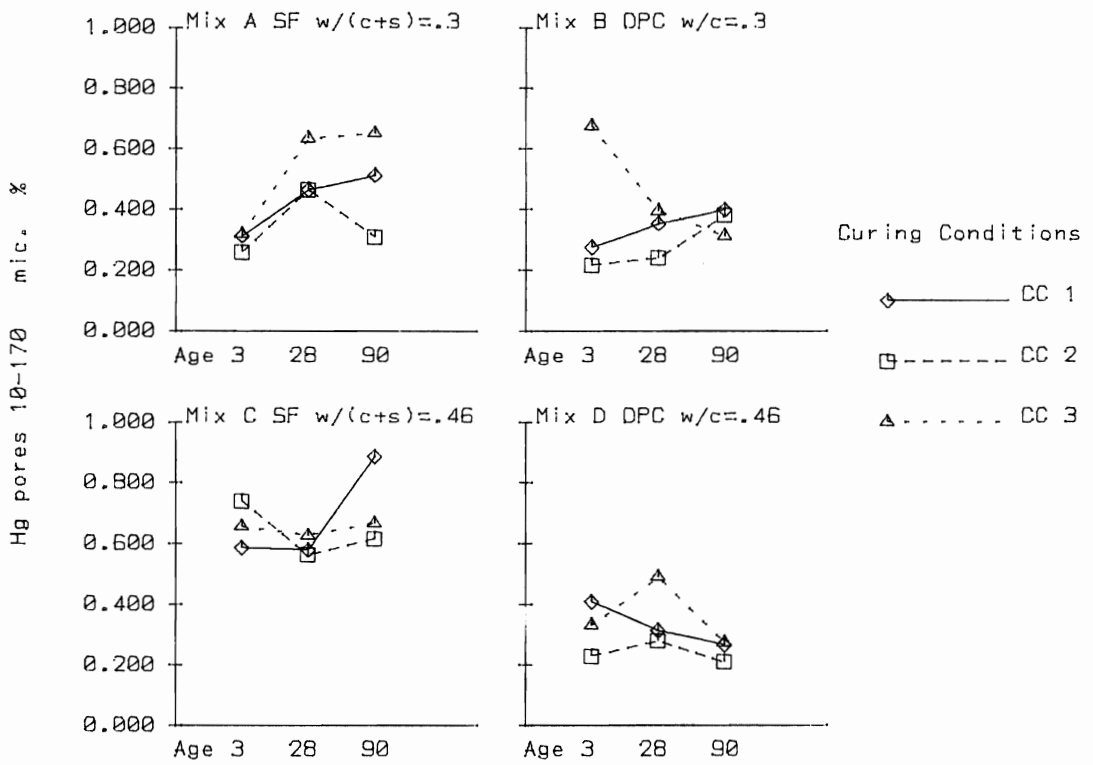 Hg pores 10-170 mic. %
Mix A SF w/(c+s)=.3
1.000
0.800
0.600
0.400
0.200
0.000
Age 3 28 90
Mix B OPC w/c=.3
Age 3 28 90
Mix C SF w/(c+s)=.46
1.000
0.800
0.600
0.400
0.200
0.000
Age 3 28 90
Mix D OPC w/c=.46
Age 3 28 90
Curing Conditions
CC 1
CC 2
CC 3